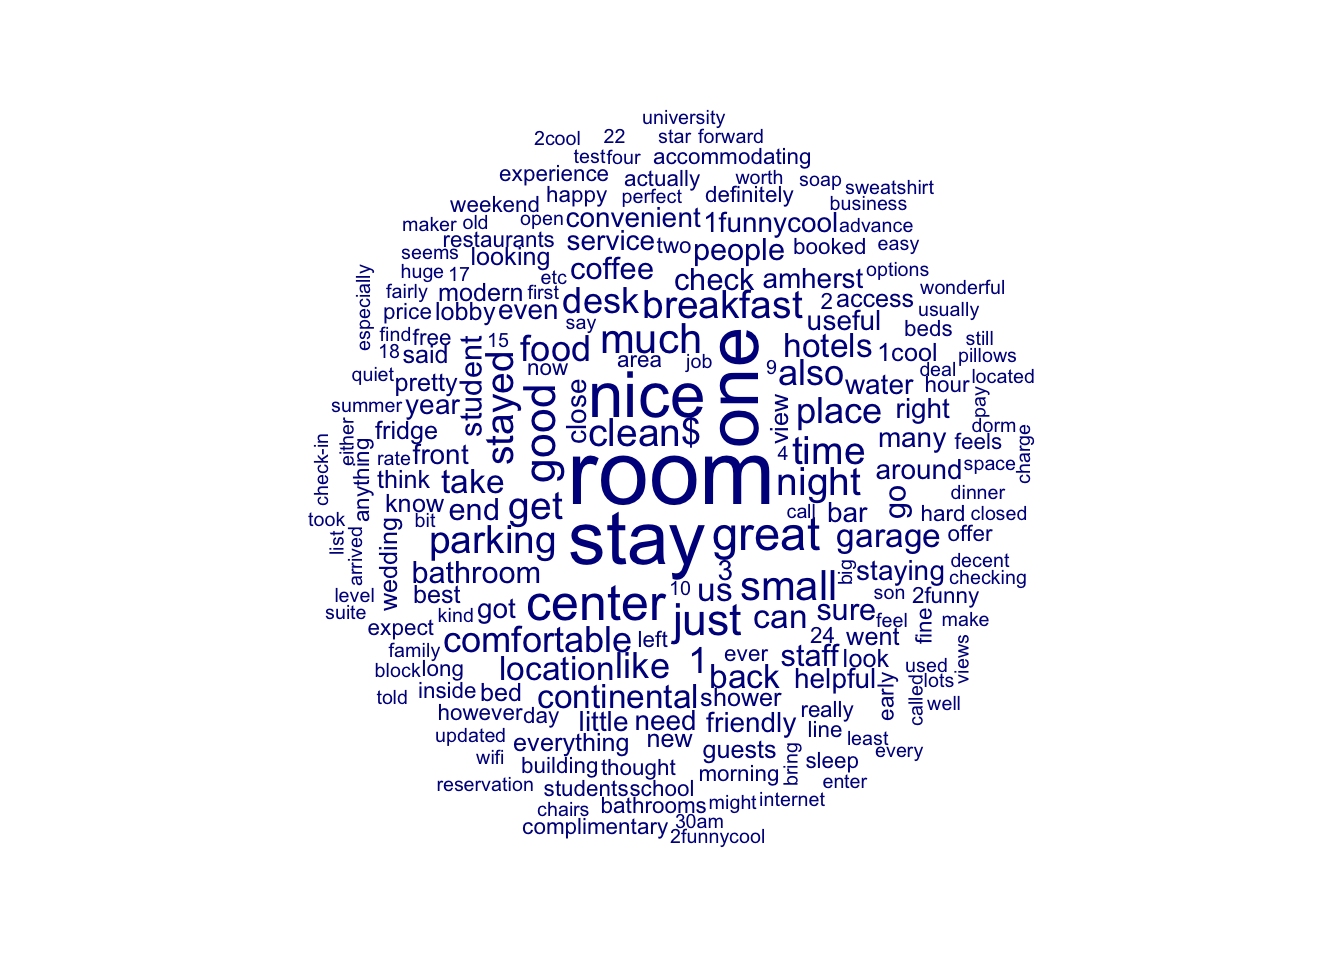 university
2cool 22 star forward
test four accommodating
experience actually worth soap sweatshirt
weekend happy perfect definitely business
maker old open convenient 1funnycool advance
restaurants service two people booked easy
seems looking
huge 17 etc coffee check amherst options
especially fairly modern first desk breakfast 2 access wonderful
price lobby even say much useful usually
find free 15 food area job hotels beds still
18 said student stayed now one 9 also 1cool deal pillows
quiet pretty good close nice view water hour located
summer year clean$ place right pay dorm
either fridge 4 time many feels charge
check-in anything rate front room night around space
think take go dinner
took know end get call bar hard closed
list bit wedding parking stay great garage offer
arrived bathroom 3 big staying decent
level best 10 us small son checking
suite kind got center just can sure feel 2funny
expect comfortable left 24 went fine make
family location like 1 ever staff look used views
block long back helpful early lots
told inside bed continental shower called well
however day little need friendly really
updated everything new line least
wifi building thought guests bring sleep every
reservation students school morning enter
chairs bathrooms might internet
complimentary 30am
2funnycool